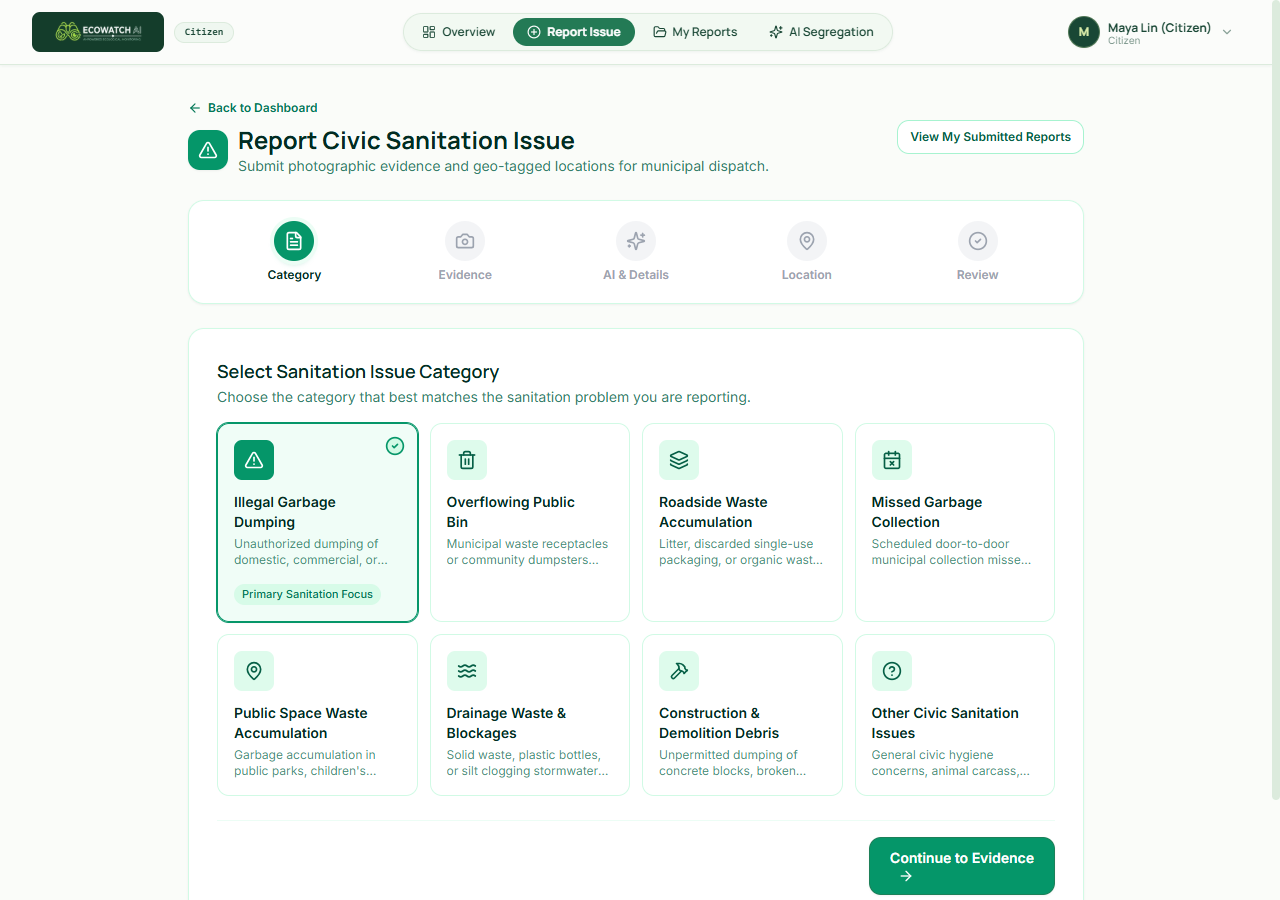 ECOWATCH AI
Citizen
Overview
Report Issue
My Reports
AI Segregation
M
Maya Lin (Citizen)
Citizen
Back to Dashboard
Report Civic Sanitation Issue
Submit photographic evidence and geo-tagged locations for municipal dispatch.
View My Submitted Reports
Category
Evidence
AI & Details
Location
Review
Select Sanitation Issue Category
Choose the category that best matches the sanitation problem you are reporting.
Illegal Garbage
Dumping
Unauthorized dumping of
domestic, commercial, or...
Primary Sanitation Focus
Overflowing Public
Bin
Municipal waste receptacles
or community dumpsters...
Roadside Waste
Accumulation
Litter, discarded single-use
packaging, or organic wast...
Missed Garbage
Collection
Scheduled door-to-door
municipal collection misse...
Public Space Waste
Accumulation
Garbage accumulation in
public parks, children's...
Drainage Waste &
Blockages
Solid waste, plastic bottles,
or silt clogging stormwater...
Construction &
Demolition Debris
Unpermitted dumping of
concrete blocks, broken...
Other Civic Sanitation
Issues
General civic hygiene
concerns, animal carcass,...
Continue to Evidence